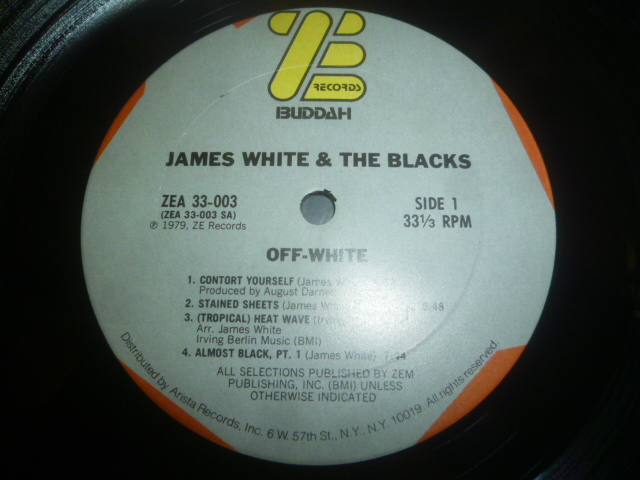 ZE
RECORDS
BUDDAH
JAMES WHITE & THE BLACKS
ZEA 33-003
(ZEA 33-003 SA)
℗ 1979, ZE Records
SIDE 1
33⅓ RPM
OFF-WHITE
1. CONTORT YOURSELF (James
Produced by August
2. STAINED SHEETS (James
3. (TROPICAL) HEAT WAVE (Irving
Arr. James White
Irving Berlin Music (BMI)
4. ALMOST BLACK, PT. 1 (James White)
ALL SELECTIONS PUBLISHED BY ZEM
PUBLISHING, INC. (BMI) UNLESS
OTHERWISE INDICATED
Distributed by Arista Records, Inc. 6 W. 57th St., N.Y., N.Y. 10019. All rights reserved.